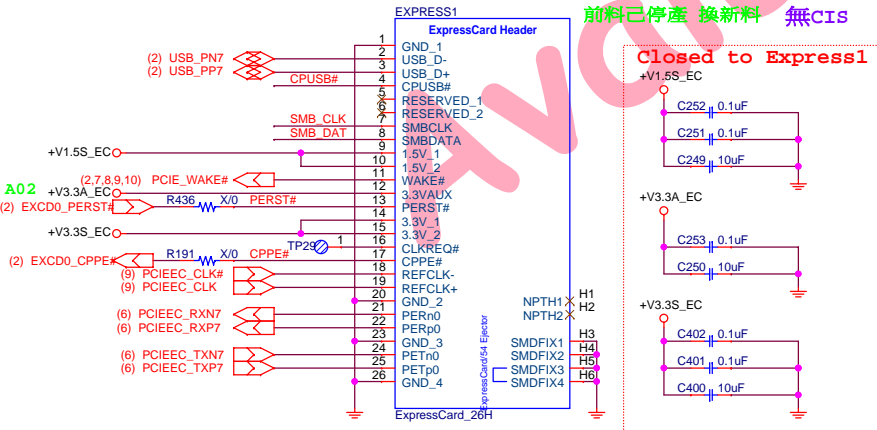 EXPRESS1
前料己停產 換新料 無CIS
ExpressCard Header
Closed to Express1
1 GND_1
(2) USB_PN7 2 USB_D-
(2) USB_PP7 3 USB_D+
CPUSB# 4 CPUSB#
5 RESERVED_1
6 RESERVED_2
SMB_CLK 7 SMBCLK
SMB_DAT 8 SMBDATA
+V1.5S_EC 9 1.5V_1
10 1.5V_2
(2,7,8,9,10) PCIE_WAKE# 11 WAKE#
A02
+V3.3A_EC 12 3.3VAUX
(2) EXCD0_PERST# R436 X/0 PERST# 13 PERST#
14 3.3V_1
+V3.3S_EC 15 3.3V_2
TP29 1 16 CLKREQ#
(2) EXCD0_CPPE# R191 X/0 CPPE# 17 CPPE#
(9) PCIEEC_CLK# 18 REFCLK-
(9) PCIEEC_CLK 19 REFCLK+
20 GND_2
(6) PCIEEC_RXN7 21 PERn0
(6) PCIEEC_RXP7 22 PERp0
23 GND_3
(6) PCIEEC_TXN7 24 PETn0
(6) PCIEEC_TXP7 25 PETp0
26 GND_4
NPTH1 H1
NPTH2 H2
SMDFIX1 H3
SMDFIX2 H4
SMDFIX3 H5
SMDFIX4 H6
ExpressCard/54 Ejector
ExpressCard_26H
+V1.5S_EC
C252 0.1uF
C251 0.1uF
C249 10uF
+V3.3A_EC
C253 0.1uF
C250 10uF
+V3.3S_EC
C402 0.1uF
C401 0.1uF
C400 10uF